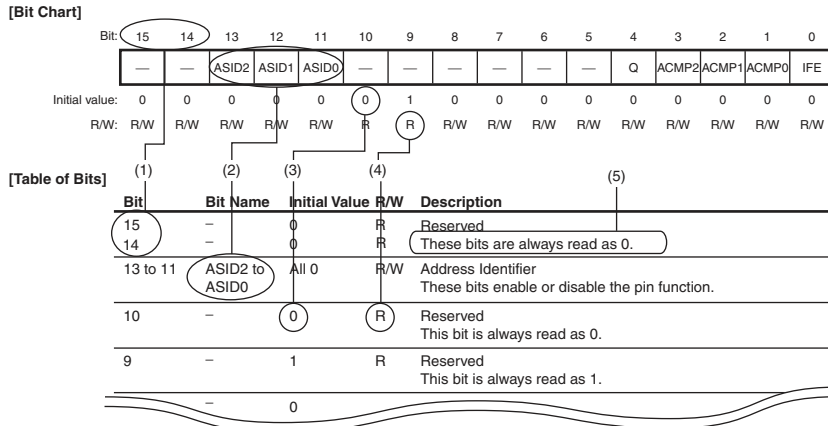 [Bit Chart]
Bit: 15 14 13 12 11 10 9 8 7 6 5 4 3 2 1 0
— — ASID2 ASID1 ASID0 — — — — — — Q ACMP2 ACMP1 ACMP0 IFE
Initial value: 0 0 0 0 0 0 1 0 0 0 0 0 0 0 0 0
R/W: R/W R/W R/W R/W R/W R R R/W R/W R/W R/W R/W R/W R/W R/W R/W
(1) (2) (3) (4) (5)
[Table of Bits]
Bit Bit Name Initial Value R/W Description
15 – 0 R Reserved
14 – 0 R These bits are always read as 0.
13 to 11 ASID2 to All 0 R/W Address Identifier
ASID0 These bits enable or disable the pin function.
10 – 0 R Reserved
This bit is always read as 0.
9 – 1 R Reserved
This bit is always read as 1.
– 0